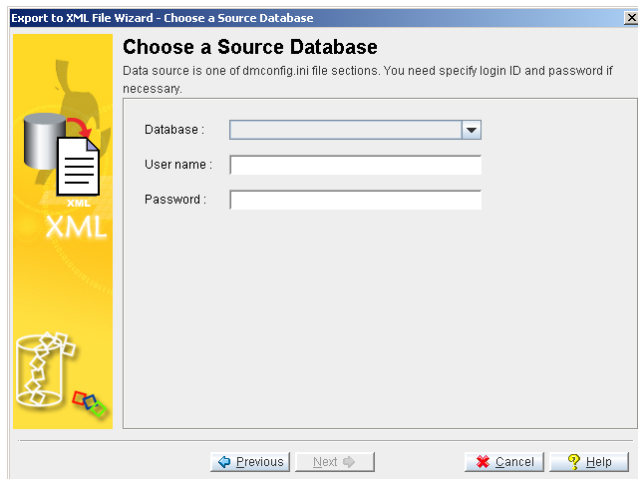 Export to XML File Wizard - Choose a Source Database
Choose a Source Database
Data source is one of dmconfig.ini file sections. You need specify login ID and password if
necessary.
Database :
User name :
Password :
XML
XML
Previous
Next
Cancel
Help